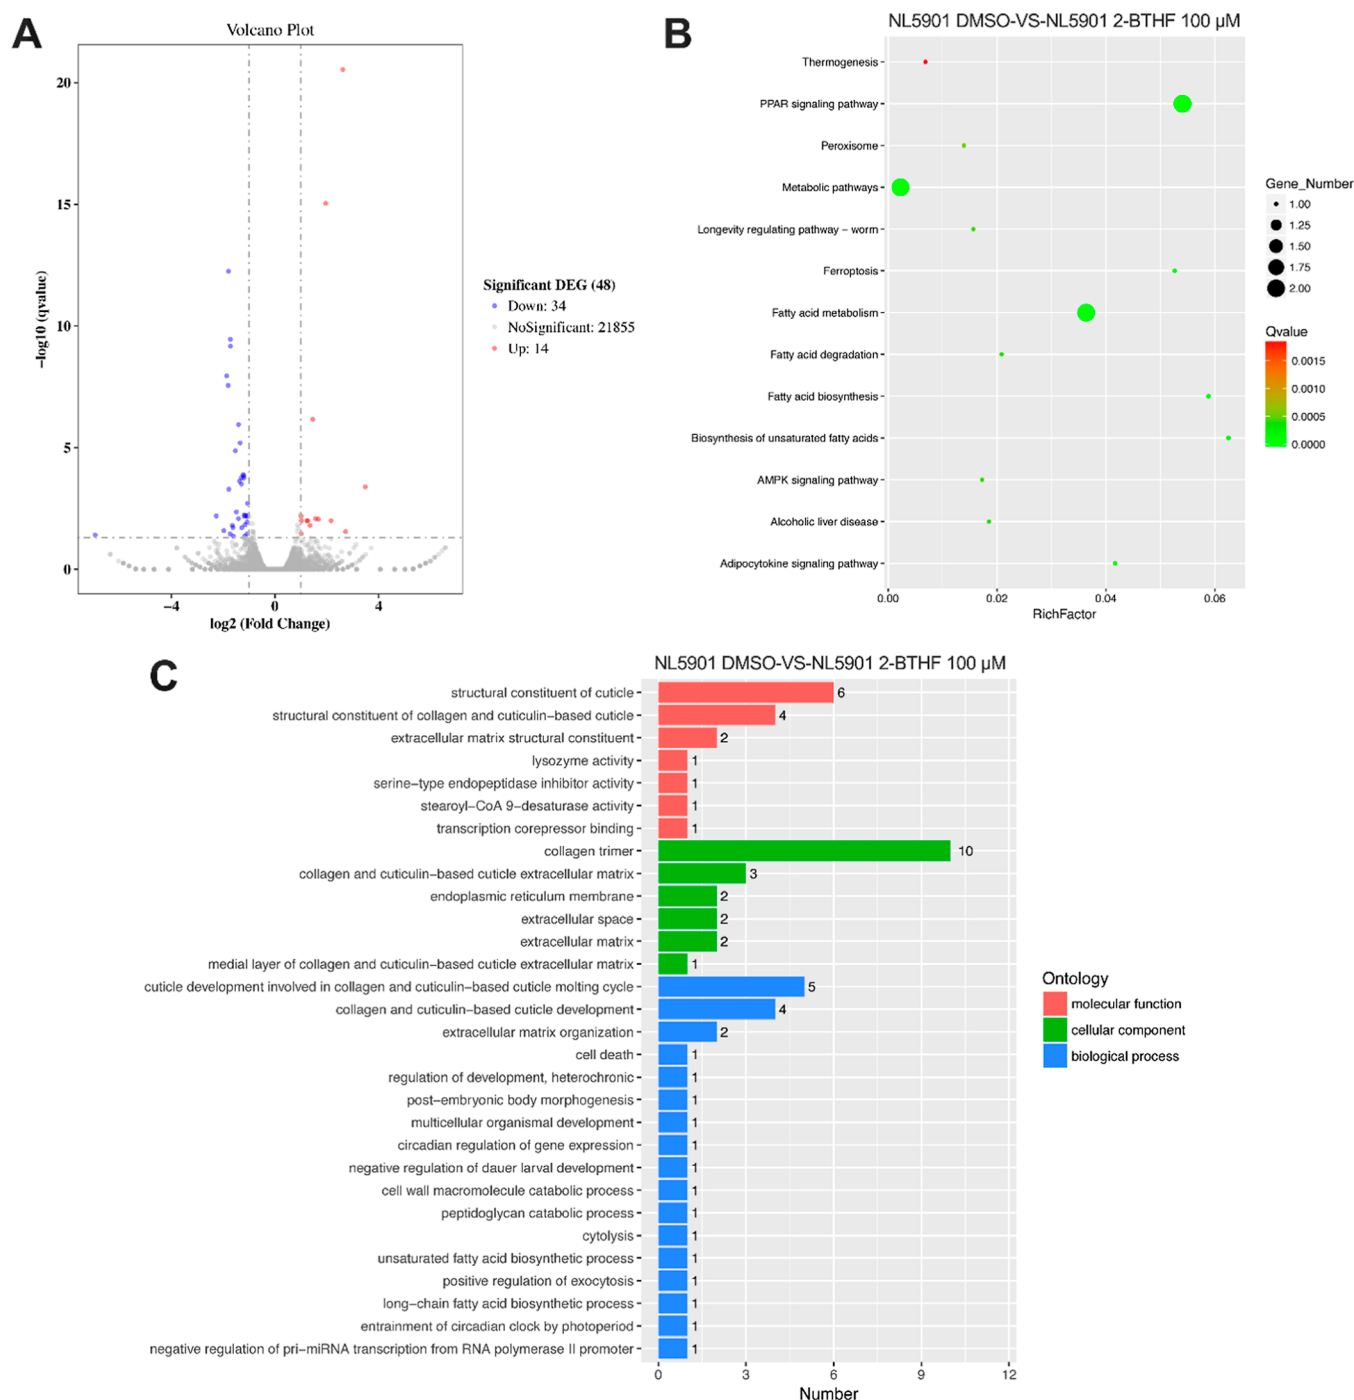 A
Volcano Plot
20
15
10
5
0
−log10 (qvalue)
−4
0
4
log2 (Fold Change)
Significant DEG (48)
Down: 34
NoSignificant: 21855
Up: 14
B
NL5901 DMSO-VS-NL5901 2-BTHF 100 µM
Thermogenesis
PPAR signaling pathway
Peroxisome
Metabolic pathways
Longevity regulating pathway − worm
Ferroptosis
Fatty acid metabolism
Fatty acid degradation
Fatty acid biosynthesis
Biosynthesis of unsaturated fatty acids
AMPK signaling pathway
Alcoholic liver disease
Adipocytokine signaling pathway
0.00
0.02
0.04
0.06
RichFactor
Gene_Number
1.00
1.25
1.50
1.75
2.00
Qvalue
0.0015
0.0010
0.0005
0.0000
C
NL5901 DMSO-VS-NL5901 2-BTHF 100 µM
structural constituent of cuticle 6
structural constituent of collagen and cuticulin−based cuticle 4
extracellular matrix structural constituent 2
lysozyme activity 1
serine−type endopeptidase inhibitor activity 1
stearoyl−CoA 9−desaturase activity 1
transcription corepressor binding 1
collagen trimer 10
collagen and cuticulin−based cuticle extracellular matrix 3
endoplasmic reticulum membrane 2
extracellular space 2
extracellular matrix 2
medial layer of collagen and cuticulin−based cuticle extracellular matrix 1
cuticle development involved in collagen and cuticulin−based cuticle molting cycle 5
collagen and cuticulin−based cuticle development 4
extracellular matrix organization 2
cell death 1
regulation of development, heterochronic 1
post−embryonic body morphogenesis 1
multicellular organismal development 1
circadian regulation of gene expression 1
negative regulation of dauer larval development 1
cell wall macromolecule catabolic process 1
peptidoglycan catabolic process 1
cytolysis 1
unsaturated fatty acid biosynthetic process 1
positive regulation of exocytosis 1
long−chain fatty acid biosynthetic process 1
entrainment of circadian clock by photoperiod 1
negative regulation of pri−miRNA transcription from RNA polymerase II promoter 1
0
3
6
9
12
Number
Ontology
molecular function
cellular component
biological process